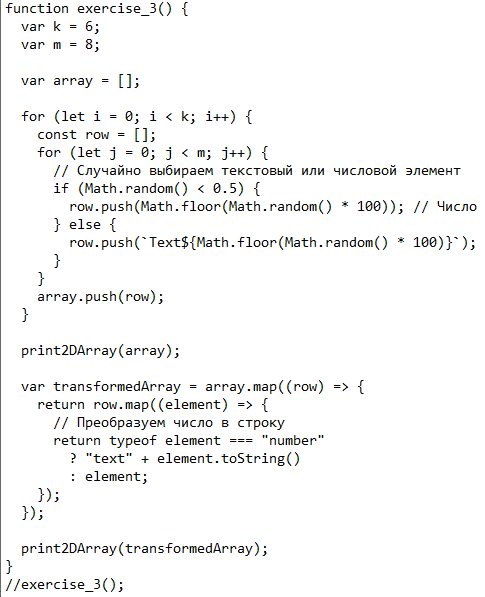 function exercise_3() {
  var k = 6;
  var m = 8;

  var array = [];

  for (let i = 0; i < k; i++) {
    const row = [];
    for (let j = 0; j < m; j++) {
      // Случайно выбираем текстовый или числовой элемент
      if (Math.random() < 0.5) {
        row.push(Math.floor(Math.random() * 100)); // Число
      } else {
        row.push(`Text${Math.floor(Math.random() * 100)}`);
      }
    }
    array.push(row);
  }

  print2DArray(array);

  var transformedArray = array.map((row) => {
    return row.map((element) => {
      // Преобразуем число в строку
      return typeof element === "number"
        ? "text" + element.toString()
        : element;
    });
  });

  print2DArray(transformedArray);
}
//exercise_3();